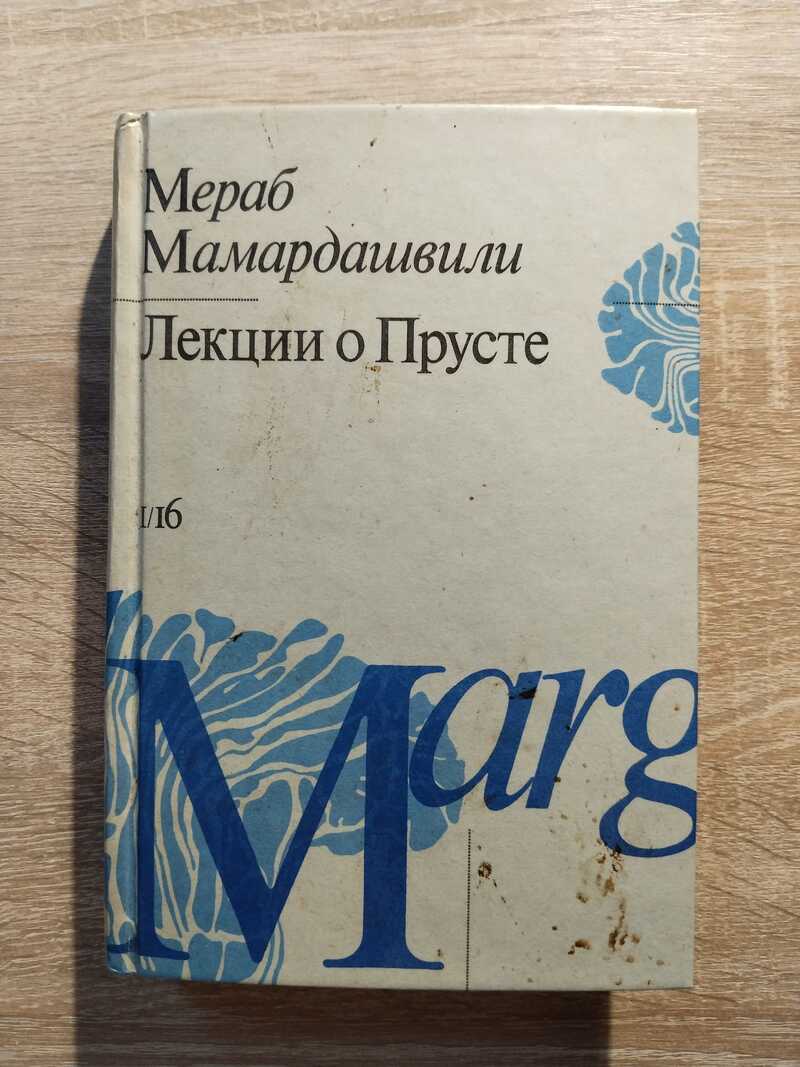 Мераб
Мамардашвили
Лекции о Прусте
1/16
Marg